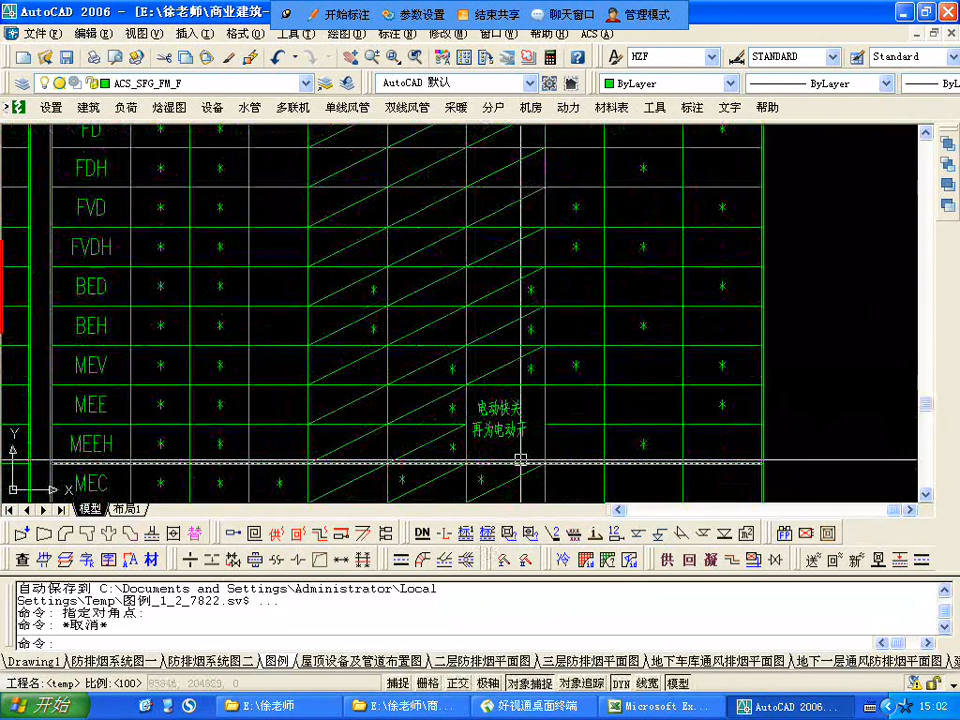 AutoCAD 2006 - [E:\徐老师\商业建筑-
开始标注 参数设置 结束共享 聊天窗口 管理模式
文件(F) 编辑(E) 视图(V) 插入(I) 格式(O) 工具(T) 绘图(D) 标注(N) 修改(M) 窗口(W) 帮助(H) ACS(A)
HZF STANDARD Standard
ACS_SFG_FM_F AutoCAD 默认 ByLayer ByLayer ByL
设置 建筑 负荷 焓湿图 设备 水管 多联机 单线风管 双线风管 采暖 分户 机房 动力 材料表 工具 标注 文字 帮助
FD * *
FDH * * *
FVD * * * *
FVDH * * * *
BED * * * * *
BEH * * * * *
MEV * * * * * *
MEE * * * 电动快关 *
再为电动开
MEEH * * * *
MEC * * * * *
Y
X
模型 布局1
DN
查 字 字 材 供 回 凝 送 回 新
自动保存到 C:\Documents and Settings\Administrator\Local
Settings\Temp\图例_1_2_7822.sv$ ...
命令: 指定对角点:
命令: *取消*
命令:
Drawing1 防排烟系统图一 防排烟系统图二 图例 屋顶设备及管道布置图 二层防排烟平面图 三层防排烟平面图 地下车库通风排烟平面图 地下一层通风防排烟平面图
工程名:<temp> 比例:<100> 捕捉 栅格 正交 极轴 对象捕捉 对象追踪 DYN 线宽 模型
开始 E:\徐老师 E:\徐老师\商... 好视通桌面终端 Microsoft Ex... AutoCAD 2006... 15:02